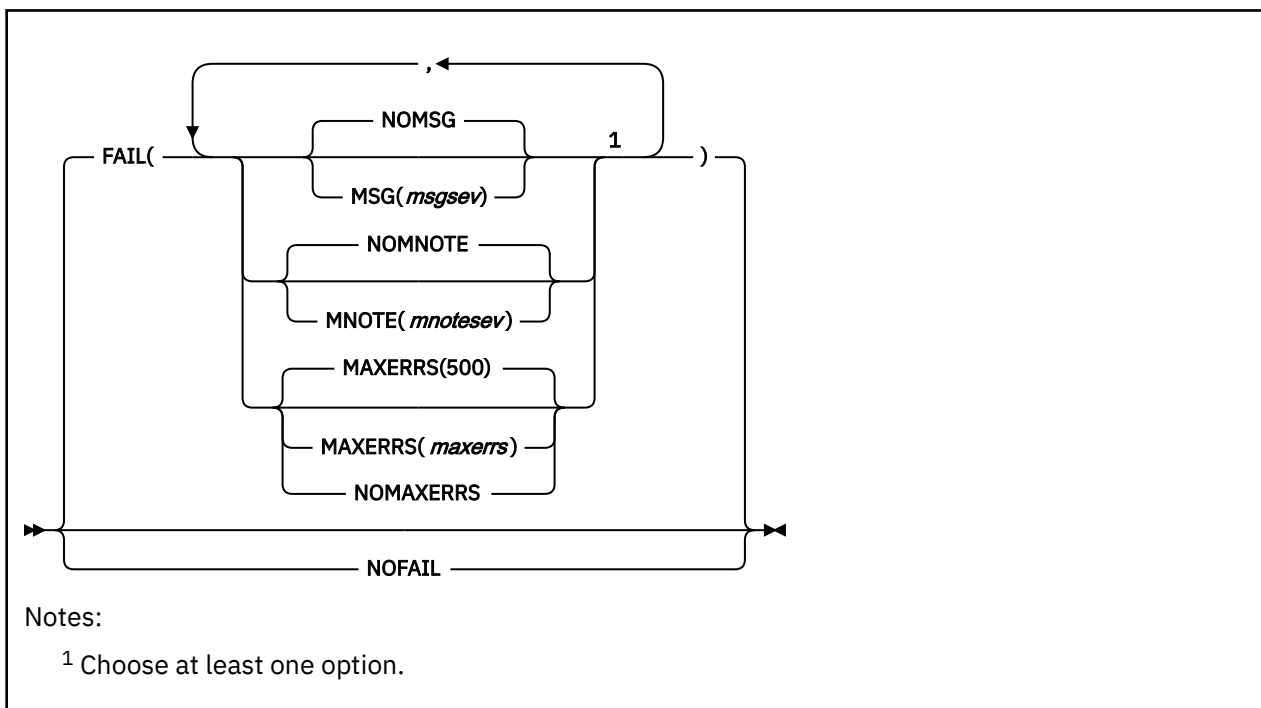 ,
NOMSG
1
FAIL( )
MSG(msgsev)
NOMNOTE
MNOTE(mnotesev)
MAXERRS(500)
MAXERRS(maxerrs)
NOMAXERRS
NOFAIL
Notes:
1 Choose at least one option.